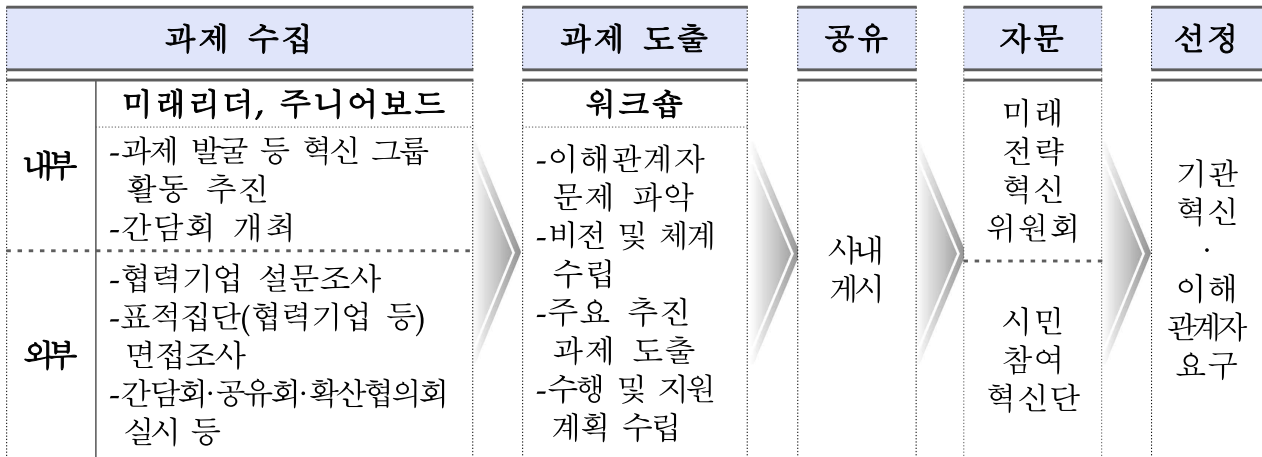 과제 수집
내부
미래리더, 주니어보드
-과제 발굴 등 혁신 그룹
활동 추진
-간담회 개최
외부
-협력기업 설문조사
-표적집단(협력기업 등)
면접조사
-간담회·공유회·확산협의회
실시 등
과제 도출
워크숍
-이해관계자
문제 파악
-비전 및 체계
수립
-주요 추진
과제 도출
-수행 및 지원
계획 수립
공유
사내
게시
자문
미래
전략
혁신
위원회
시민
참여
혁신단
선정
기관
혁신
·
이해
관계자
요구